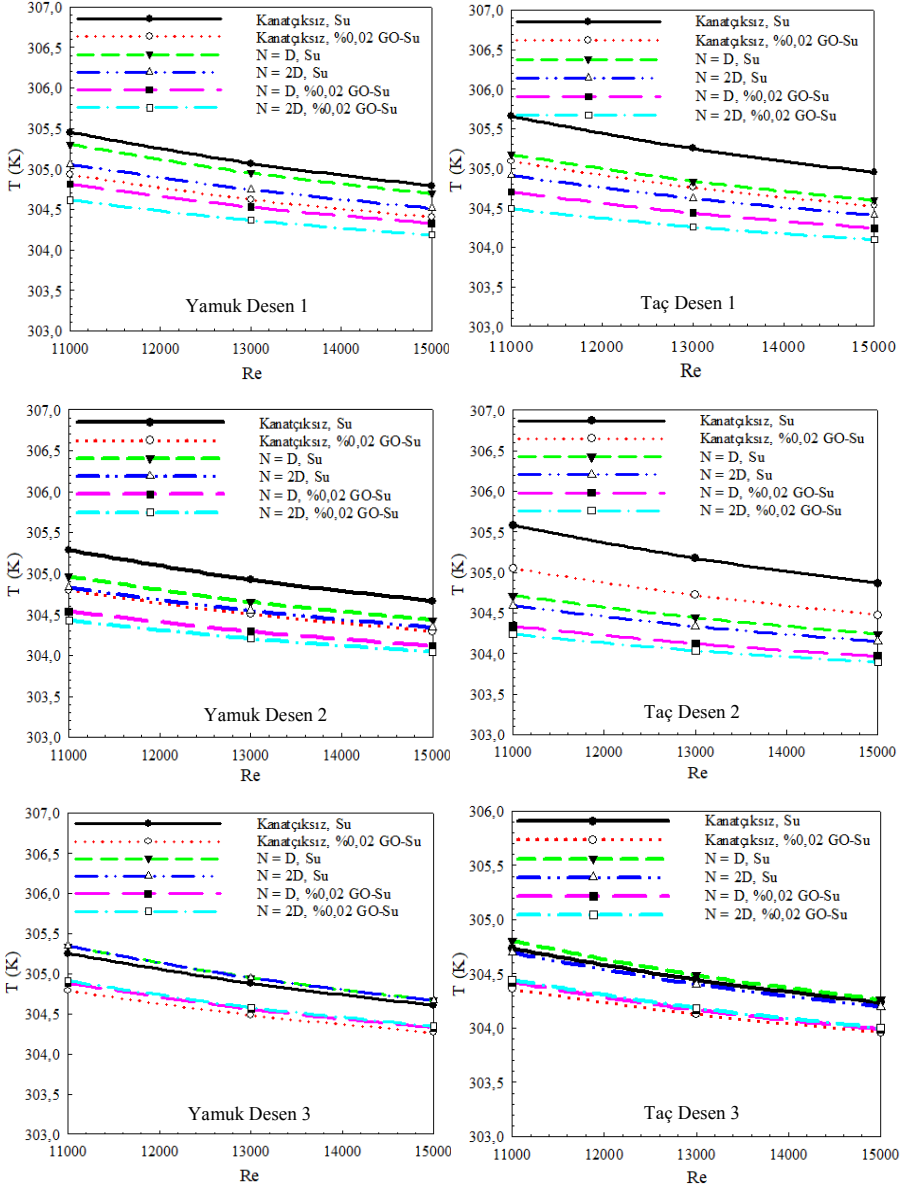 307,0
306,5
306,0
305,5
305,0
304,5
304,0
303,5
303,0
T (K)
Kanatçıksız, Su
Kanatçıksız, %0,02 GO-Su
N = D, Su
N = 2D, Su
N = D, %0,02 GO-Su
N = 2D, %0,02 GO-Su
Yamuk Desen 1
11000 12000 13000 14000 15000
Re
307,0
306,5
306,0
305,5
305,0
304,5
304,0
303,5
303,0
T (K)
Kanatçıksız, Su
Kanatçıksız, %0,02 GO-Su
N = D, Su
N = 2D, Su
N = D, %0,02 GO-Su
N = 2D, %0,02 GO-Su
Taç Desen 1
11000 12000 13000 14000 15000
Re
307,0
306,5
306,0
305,5
305,0
304,5
304,0
303,5
303,0
T (K)
Kanatçıksız, Su
Kanatçıksız, %0,02 GO-Su
N = D, Su
N = 2D, Su
N = D, %0,02 GO-Su
N = 2D, %0,02 GO-Su
Yamuk Desen 2
11000 12000 13000 14000 15000
Re
307,0
306,5
306,0
305,5
305,0
304,5
304,0
303,5
303,0
T (K)
Kanatçıksız, Su
Kanatçıksız, %0,02 GO-Su
N = D, Su
N = 2D, Su
N = D, %0,02 GO-Su
N = 2D, %0,02 GO-Su
Taç Desen 2
11000 12000 13000 14000 15000
Re
307,0
306,5
306,0
305,5
305,0
304,5
304,0
303,5
303,0
T (K)
Kanatçıksız, Su
Kanatçıksız, %0,02 GO-Su
N = D, Su
N = 2D, Su
N = D, %0,02 GO-Su
N = 2D, %0,02 GO-Su
Yamuk Desen 3
11000 12000 13000 14000 15000
Re
306,0
305,5
305,0
304,5
304,0
303,5
303,0
T (K)
Kanatçıksız, Su
Kanatçıksız, %0,02 GO-Su
N = D, Su
N = 2D, Su
N = D, %0,02 GO-Su
N = 2D, %0,02 GO-Su
Taç Desen 3
11000 12000 13000 14000 15000
Re